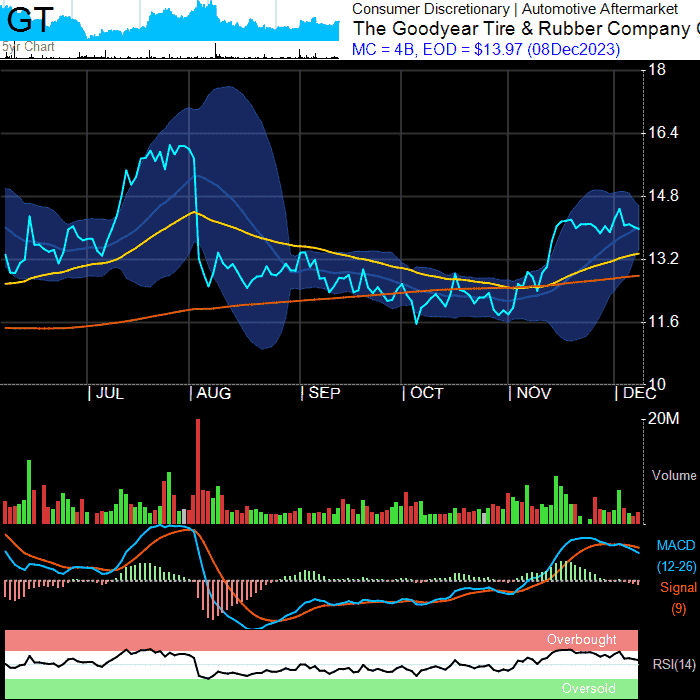 GT
Consumer Discretionary | Automotive Aftermarket
The Goodyear Tire & Rubber Company
MC = 4B, EOD = $13.97 (08Dec2023)
5yr Chart
18
16.4
14.8
13.2
11.6
10
| JUL | AUG | SEP | OCT | NOV | DEC
20M
Volume
MACD
(12-26)
Signal
(9)
Overbought
RSI(14)
Oversold